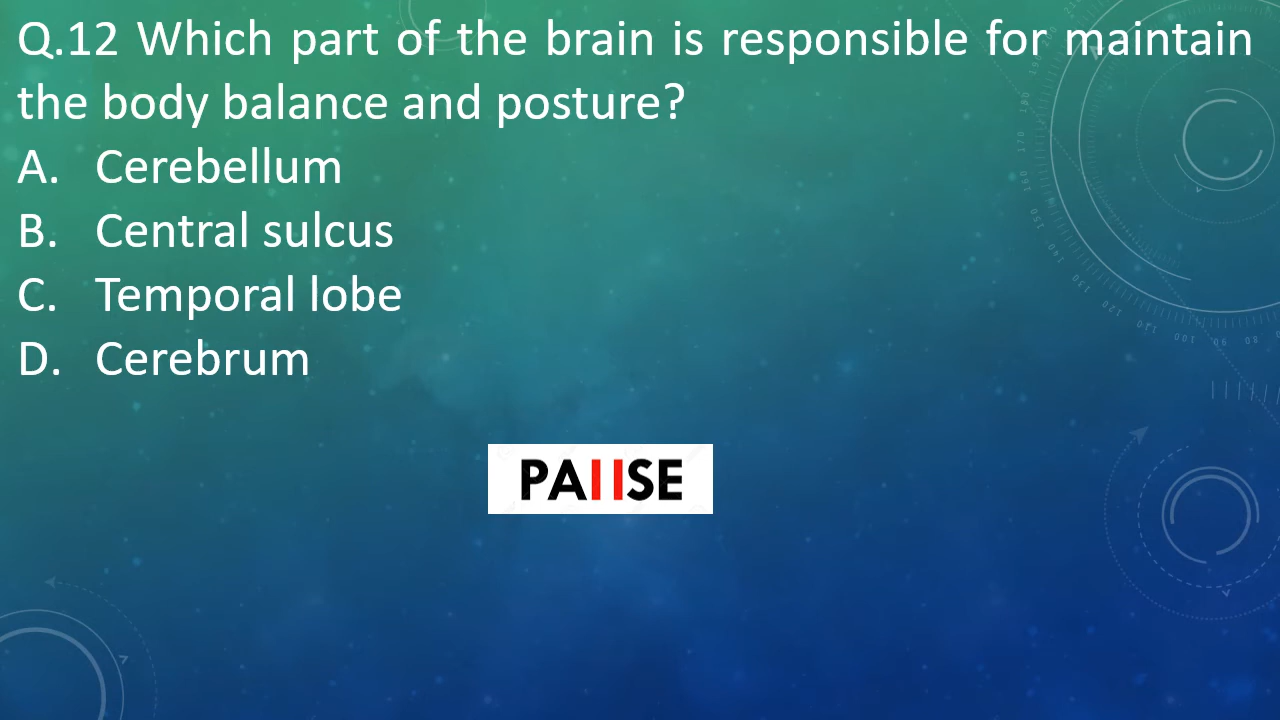 Q.12 Which part of the brain is responsible for maintain
the body balance and posture?
A. Cerebellum
B. Central sulcus
C. Temporal lobe
D. Cerebrum
PAUSE